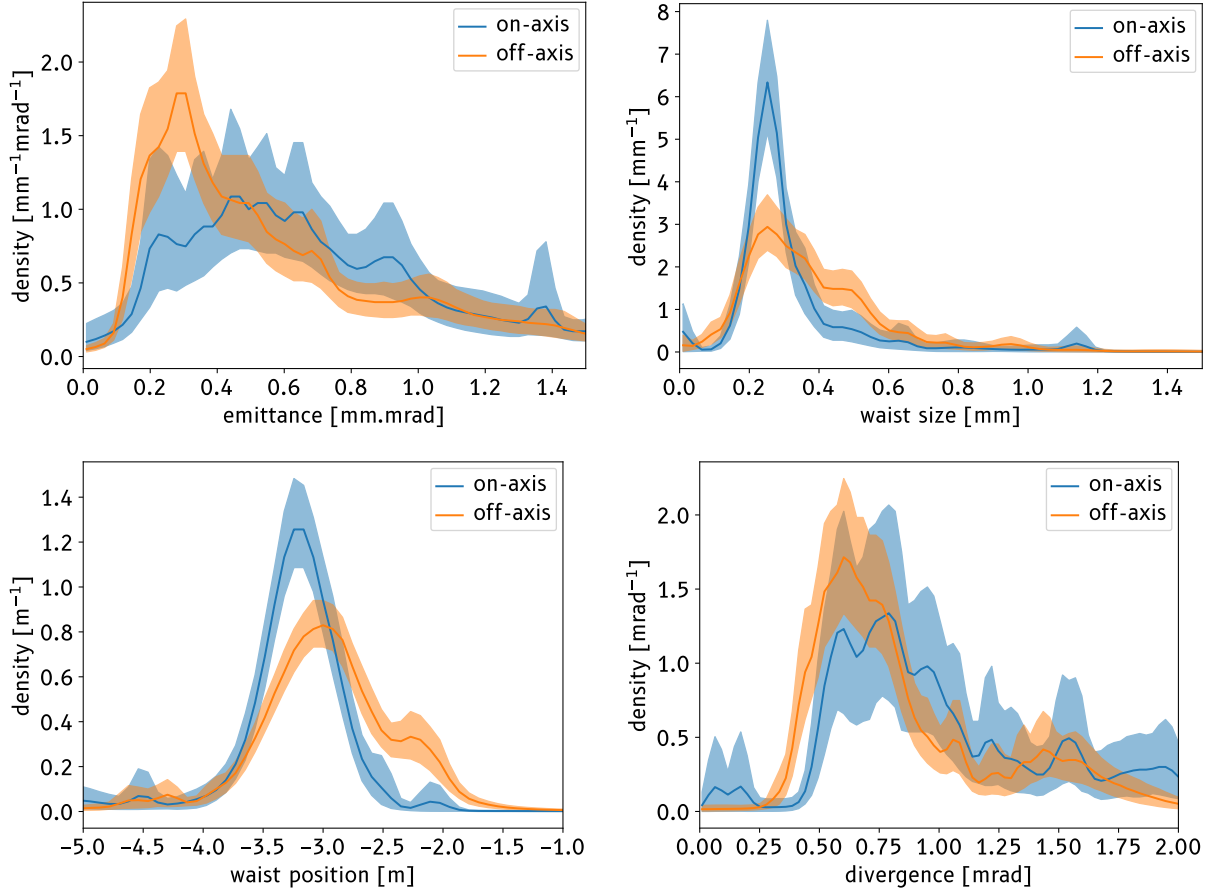 on-axis
off-axis
2.0
1.5
1.0
0.5
0.0
density [mm⁻¹mrad⁻¹]
0.0 0.2 0.4 0.6 0.8 1.0 1.2 1.4
emittance [mm.mrad]
on-axis
off-axis
8
7
6
5
4
3
2
1
0
density [mm⁻¹]
0.0 0.2 0.4 0.6 0.8 1.0 1.2 1.4
waist size [mm]
on-axis
off-axis
1.4
1.2
1.0
0.8
0.6
0.4
0.2
0.0
density [m⁻¹]
−5.0 −4.5 −4.0 −3.5 −3.0 −2.5 −2.0 −1.5 −1.0
waist position [m]
on-axis
off-axis
2.0
1.5
1.0
0.5
0.0
density [mrad⁻¹]
0.00 0.25 0.50 0.75 1.00 1.25 1.50 1.75 2.00
divergence [mrad]